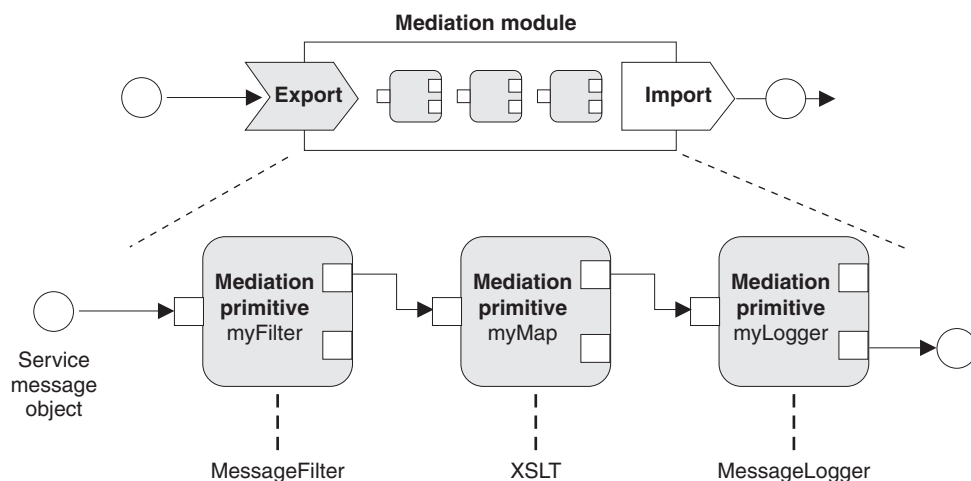 Mediation module
Export
Import
Mediation
primitive
myFilter
Mediation
primitive
myMap
Mediation
primitive
myLogger
Service
message
object
MessageFilter
XSLT
MessageLogger